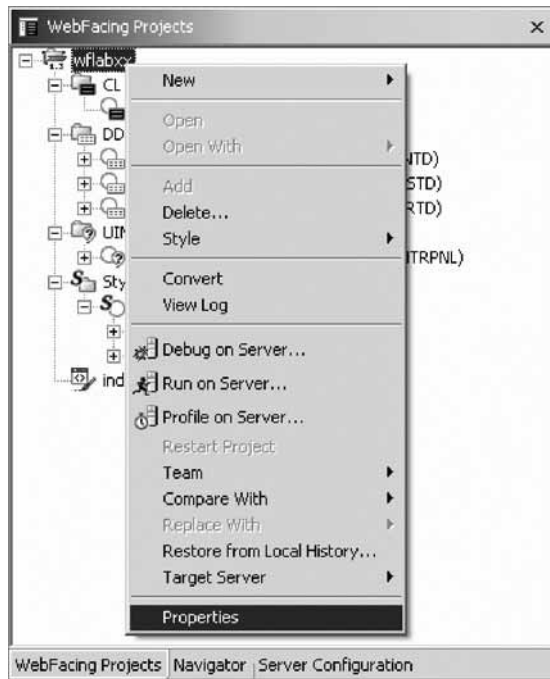 WebFacing Projects
wflabxx
CL
DD
NTD)
STD)
RTD)
UIM
NTRPNL)
Sty
ind
New
Open
Open With
Add
Delete...
Style
Convert
View Log
Debug on Server...
Run on Server...
Profile on Server...
Restart Project
Team
Compare With
Replace With
Restore from Local History...
Target Server
Properties
WebFacing Projects Navigator Server Configuration